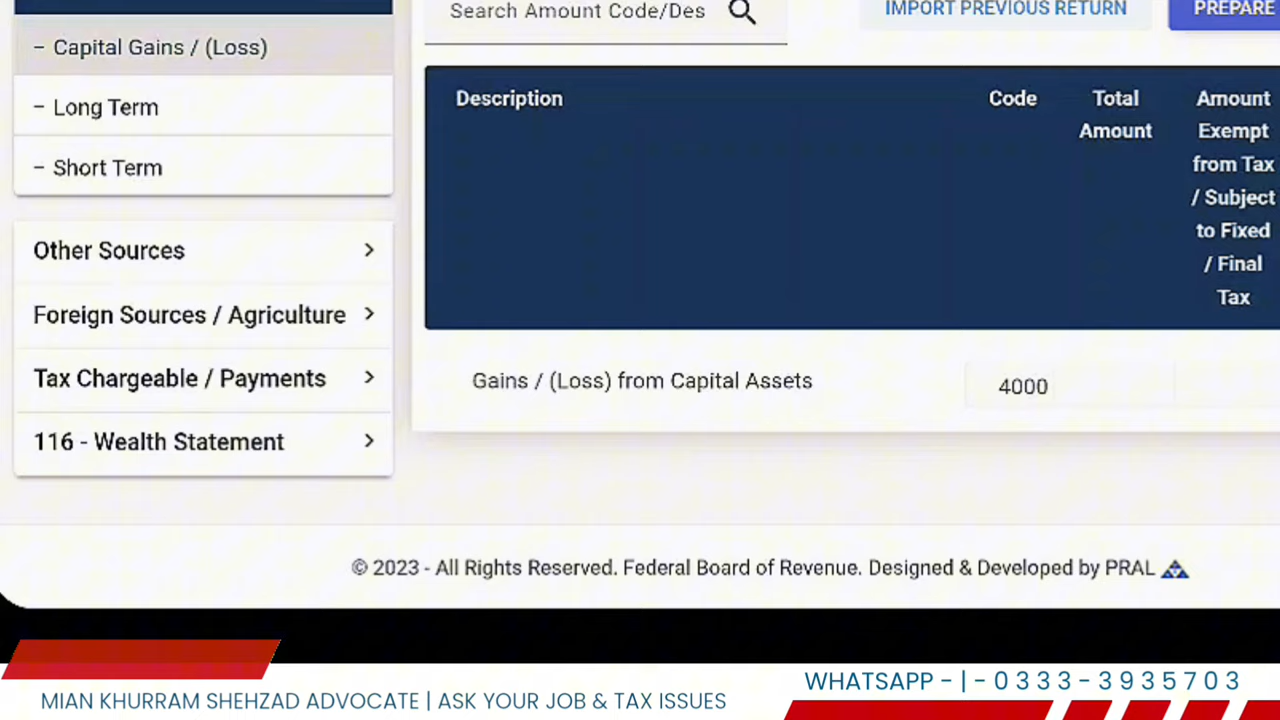 Search Amount Code/Des
IMPORT PREVIOUS RETURN
PREPARE
– Capital Gains / (Loss)
– Long Term
– Short Term
Other Sources
Foreign Sources / Agriculture
Tax Chargeable / Payments
116 - Wealth Statement
Description
Code
Total
Amount
Amount
Exempt
from Tax
/ Subject
to Fixed
/ Final
Tax
Gains / (Loss) from Capital Assets
4000
© 2023 - All Rights Reserved. Federal Board of Revenue. Designed & Developed by PRAL
MIAN KHURRAM SHEHZAD ADVOCATE | ASK YOUR JOB & TAX ISSUES
WHATSAPP - | - 0 3 3 3 - 3 9 3 5 7 0 3